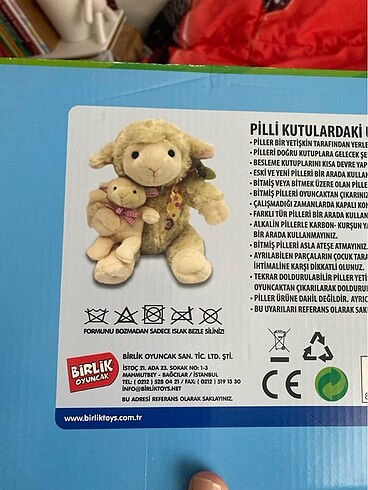 PİLLİ KUTULARDAKİ U
• PİLLER BİR YETİŞKİN TARAFINDAN YERLE
• PİLLERİ DOĞRU KUTUPLARA GELECEK ŞE
• BESLEME KUTUPLARINI KISA DEVRE YAP
• ESKİ VE YENİ PİLLERİ BİR ARADA KULLAN
• BİTMİŞ VEYA BİTMEK ÜZERE OLAN PİLLE
• BİTMİŞ PİLLERİ OYUNCAKTAN ÇIKARINIZ
ÇALIŞMADIĞI ZAMANLARDA KAPALI KON
• FARKLI TÜR PİLLERİ BİR ARADA KULLAN
• ALKALİN PİLLERLE KARBON- KURŞUN YA
BİR ARADA KULLANMAYINIZ.
• BİTMİŞ PİLLERİ ASLA ATEŞE ATMAYINIZ.
• AYRILABİLEN PARÇALARIN ÇOCUK TARA
İHTİMALİNE KARŞI DİKKATLİ OLUNUZ.
• TEKRAR DOLDURULABİLİR PİLLER YETİŞ
OYUNCAKTAN ÇIKARILARAK DOLDURUL
• PİLLER ÜRÜNE DAHİL DEĞİLDİR. AYRIC
• BU UYARILARI REFERANS OLARAK SAK
FORMUNU BOZMADAN SADECE ISLAK BEZLE SİLİNİZ!
BİRLİK
OYUNCAK
BİRLİK OYUNCAK SAN. TİC. LTD. ŞTİ.
İSTOÇ 21. ADA 23. SOKAK NO: 1-3
MAHMUTBEY - BAĞCILAR / İSTANBUL
TEL: ( 0212 ) 528 04 21 / FAX: ( 0212 ) 519 13 30
INFO@BIRLIKTOYS.NET
BU ADRESİ REFERANS OLARAK SAKLAYINIZ.
CE
www.birliktoys.com.tr